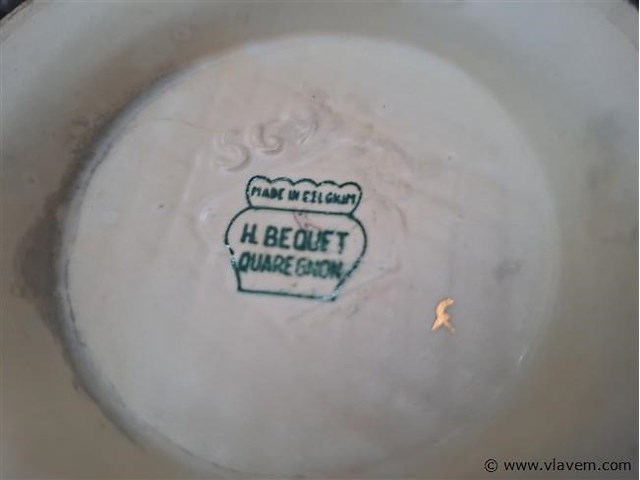 MADE IN BELGIUM
H. BEQUET
QUAREGNON
© www.vlavem.com